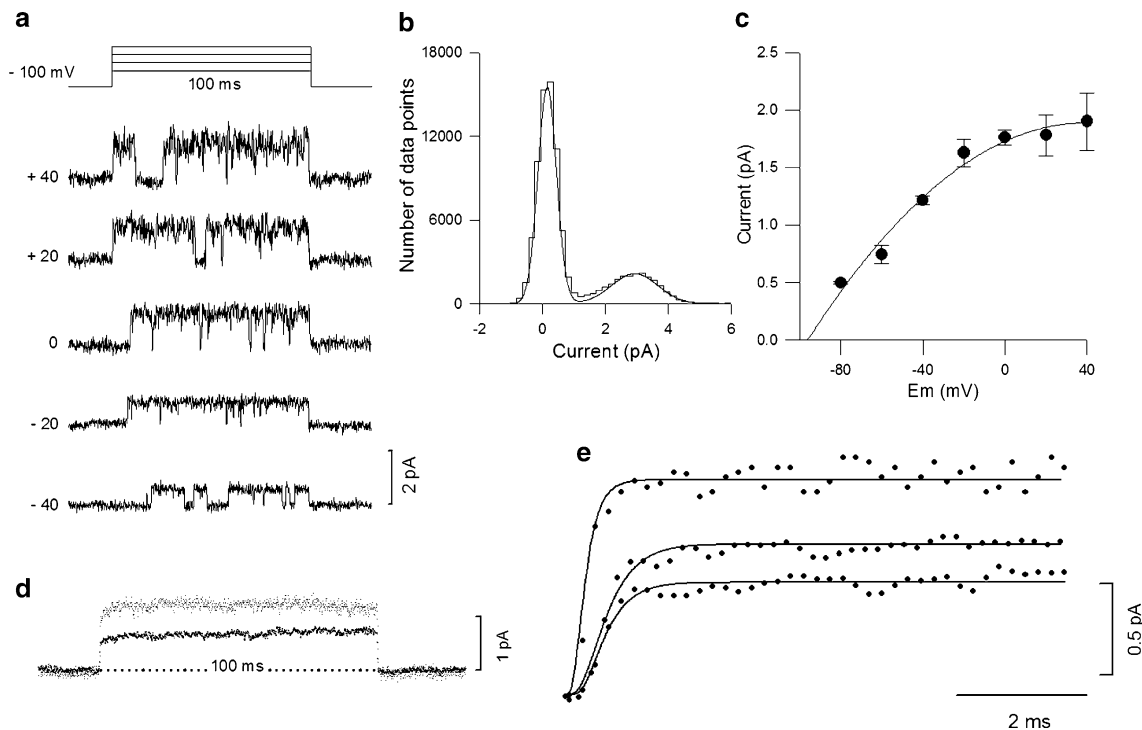 a
- 100 mV
100 ms
+ 40
+ 20
0
- 20
- 40
2 pA
b
18000
12000
6000
0
Number of data points
-2
0
2
4
6
Current (pA)
c
2.5
2.0
1.5
1.0
0.5
0.0
Current (pA)
-80
-40
0
40
Em (mV)
d
100 ms
1 pA
e
0.5 pA
2 ms